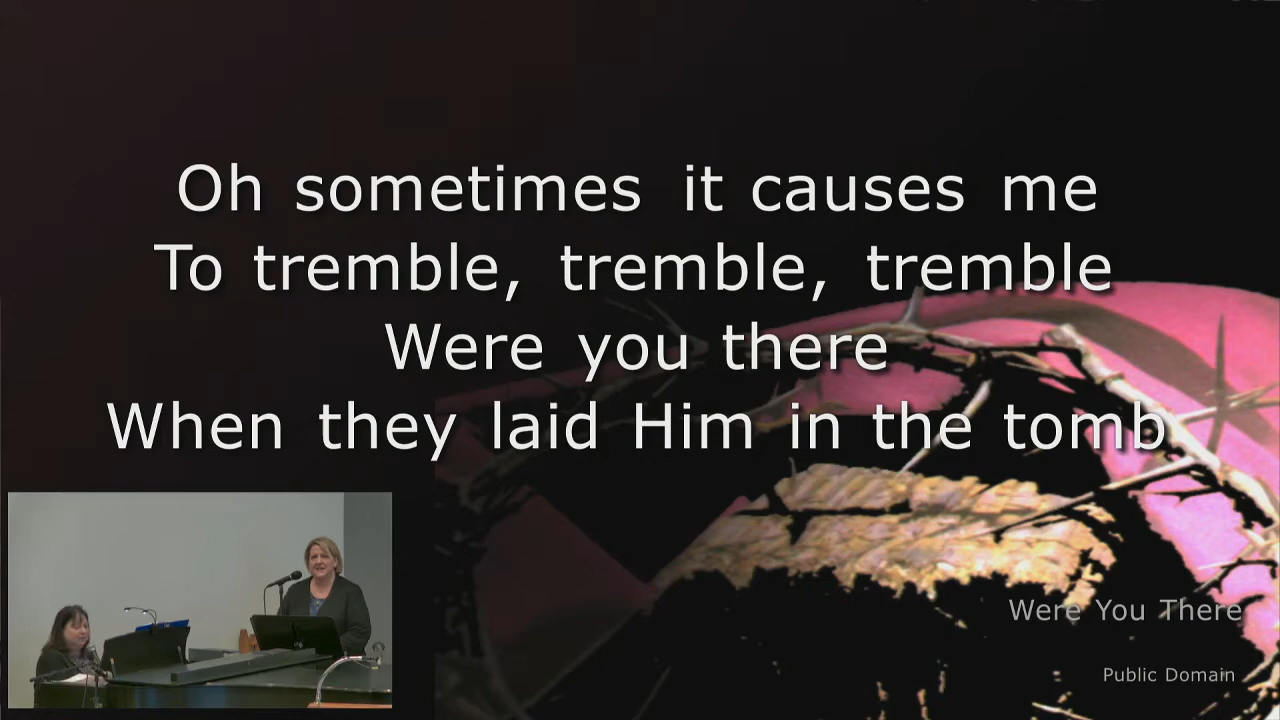 Oh sometimes it causes me
To tremble, tremble, tremble
Were you there
When they laid Him in the tomb
Were You There
Public Domain